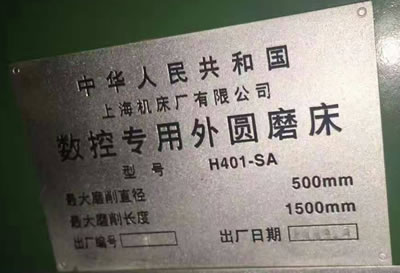 中华人民共和国
上海机床厂有限公司
数控专用外圆磨床
型号 H401-SA
最大磨削直径 500mm
最大磨削长度 1500mm
出厂编号 出厂日期